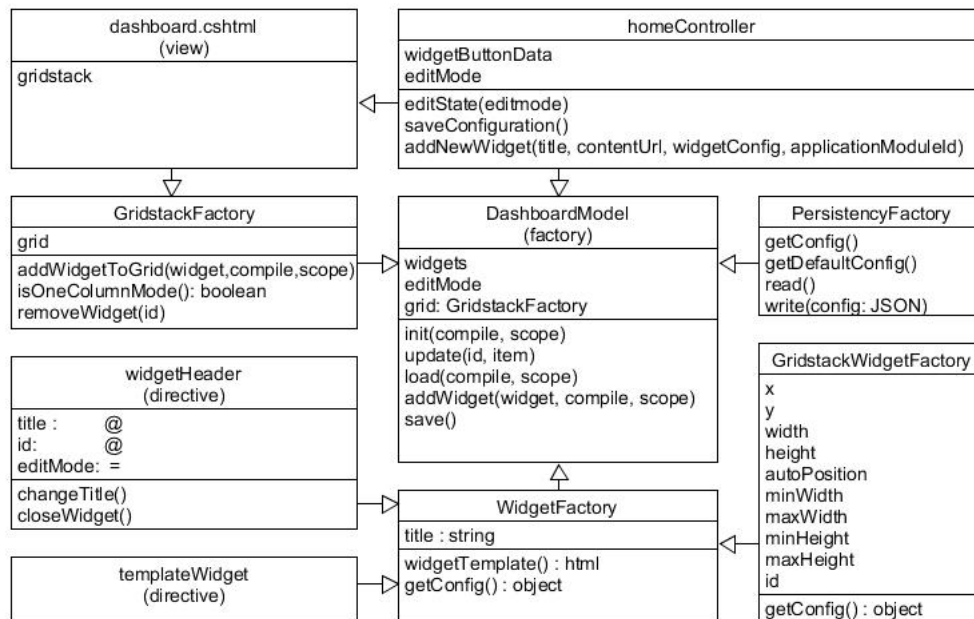 dashboard.cshtml
(view)
gridstack
homeController
widgetButtonData
editMode
editState(editmode)
saveConfiguration()
addNewWidget(title, contentUrl, widgetConfig, applicationModuleId)
GridstackFactory
grid
addWidgetToGrid(widget,compile,scope)
isOneColumnMode(): boolean
removeWidget(id)
DashboardModel
(factory)
widgets
editMode
grid: GridstackFactory
init(compile, scope)
update(id, item)
load(compile, scope)
addWidget(widget, compile, scope)
save()
PersistencyFactory
getConfig()
getDefaultConfig()
read()
write(config: JSON)
widgetHeader
(directive)
title : @
id: @
editMode: =
changeTitle()
closeWidget()
GridstackWidgetFactory
x
y
width
height
autoPosition
minWidth
maxWidth
minHeight
maxHeight
id
getConfig() : object
WidgetFactory
title : string
widgetTemplate() : html
getConfig() : object
templateWidget
(directive)